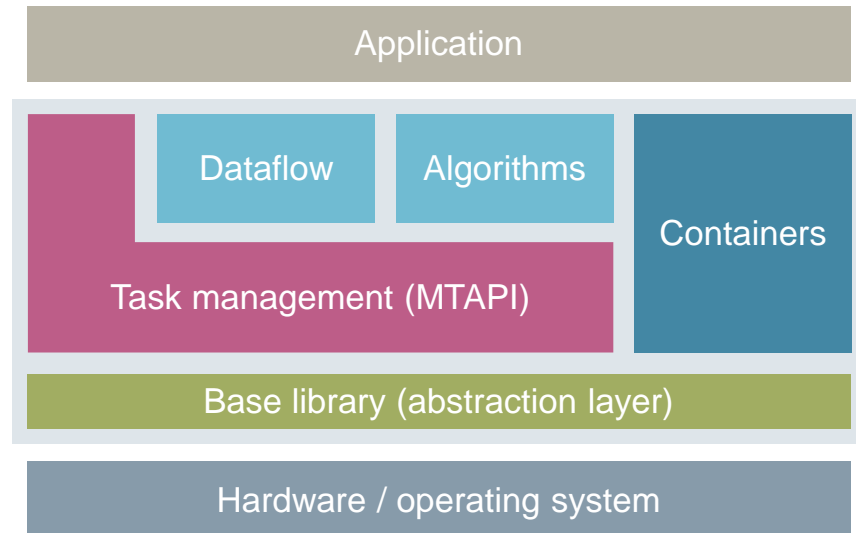 Application
Dataflow
Algorithms
Containers
Task management (MTAPI)
Base library (abstraction layer)
Hardware / operating system